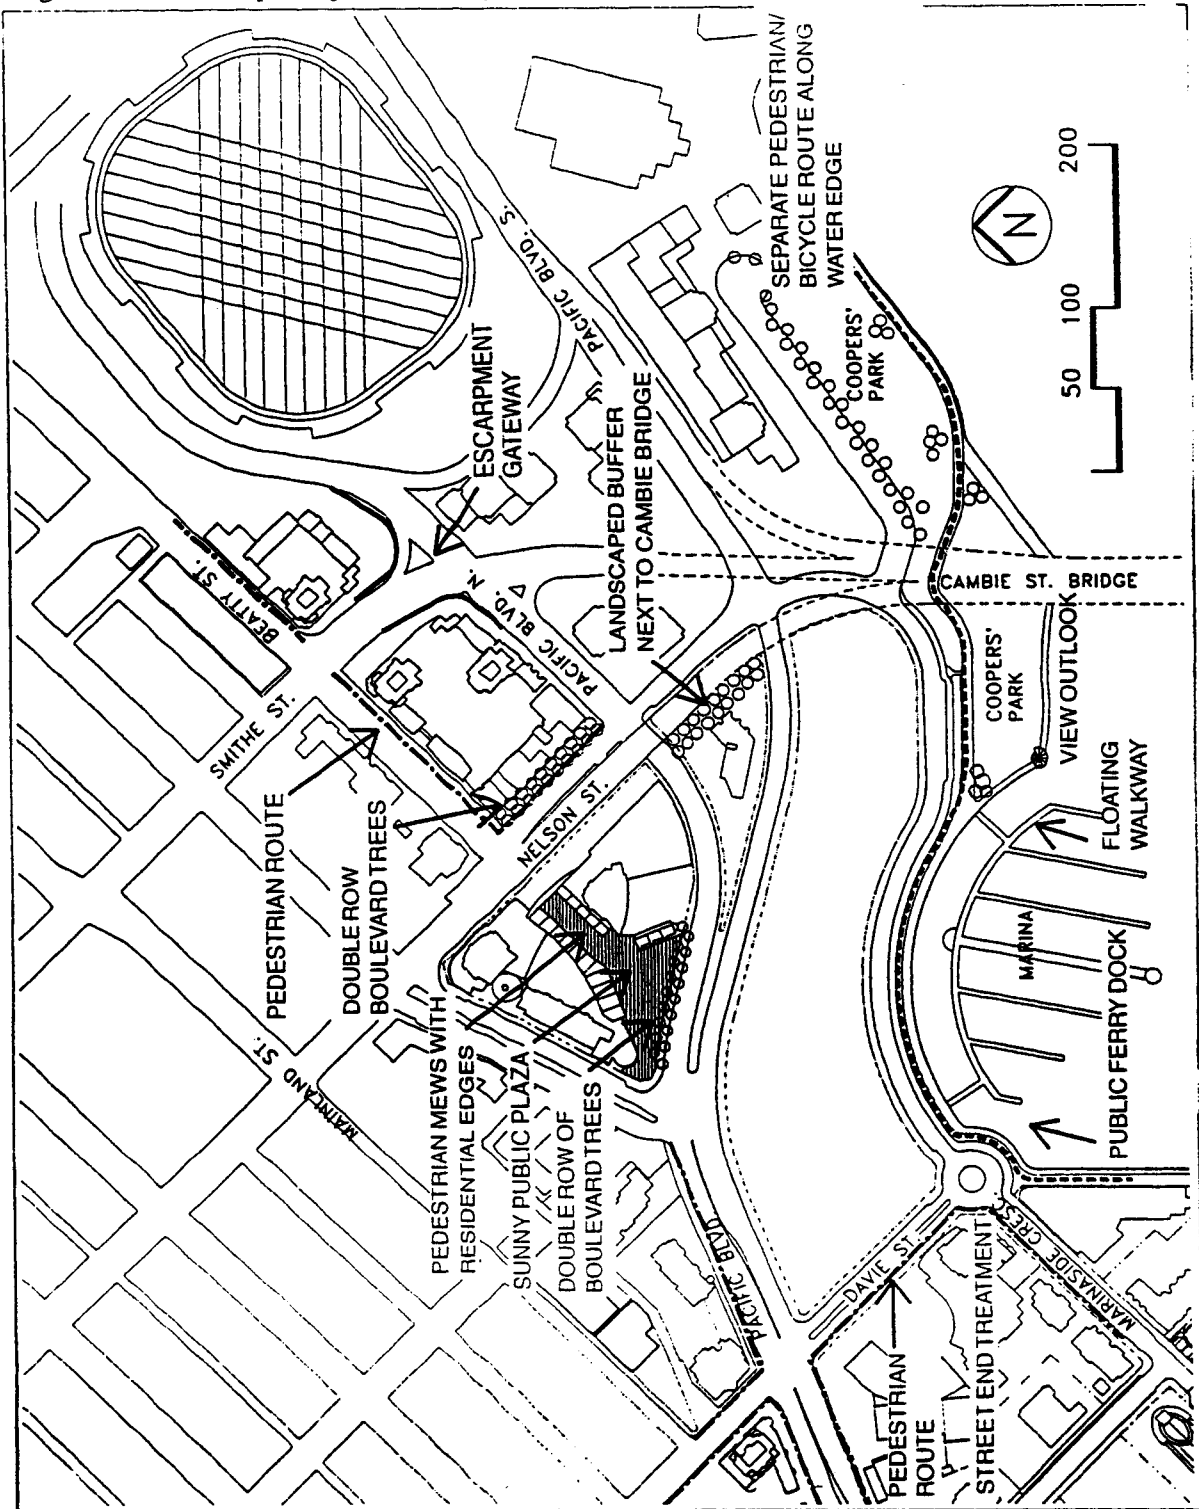 SEPARATE PEDESTRIAN/
BICYCLE ROUTE ALONG
WATER EDGE
N
200
100
50
PACIFIC BLVD. S.
COOPERS'
PARK
ESCARPMENT
GATEWAY
LANDSCAPED BUFFER
NEXT TO CAMBIE BRIDGE
BEATTY ST.
PACIFIC BLVD. N.
CAMBIE ST. BRIDGE
SMITHE ST.
COOPERS'
PARK
VIEW OUTLOOK
PEDESTRIAN ROUTE
DOUBLE ROW
BOULEVARD TREES
NELSON ST.
FLOATING
WALKWAY
MARINA
PUBLIC FERRY DOCK
MAINLAND ST.
PEDESTRIAN MEWS WITH
RESIDENTIAL EDGES
SUNNY PUBLIC PLAZA
DOUBLE ROW OF
BOULEVARD TREES
PACIFIC BLVD.
DAVIE ST.
MARINASIDE CRESC.
PEDESTRIAN
ROUTE
STREET END TREATMENT